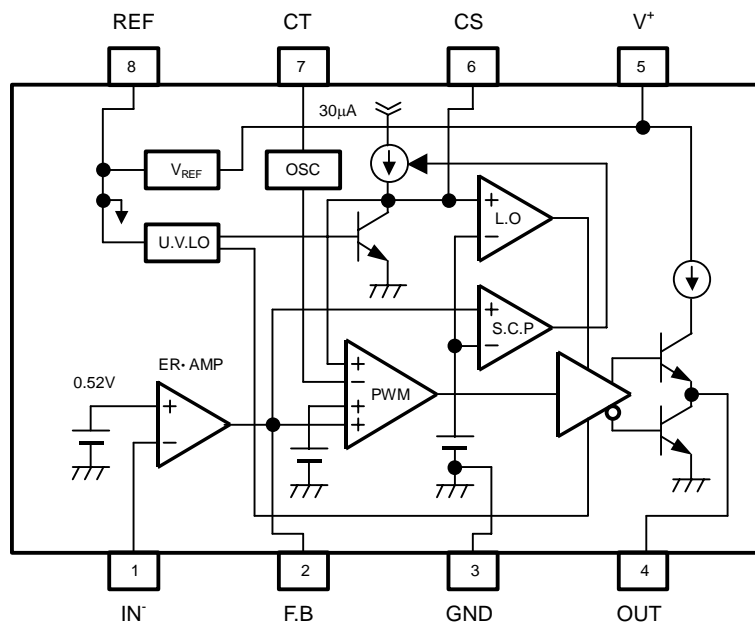 REF CT CS V⁺
8 7 6 5
30µA
VREF OSC
+
L.O
−
U.V.LO
+
S.C.P
−
ER• AMP
0.52V
+
−
+
−
+
+
PWM
1 2 3 4
IN⁻ F.B GND OUT